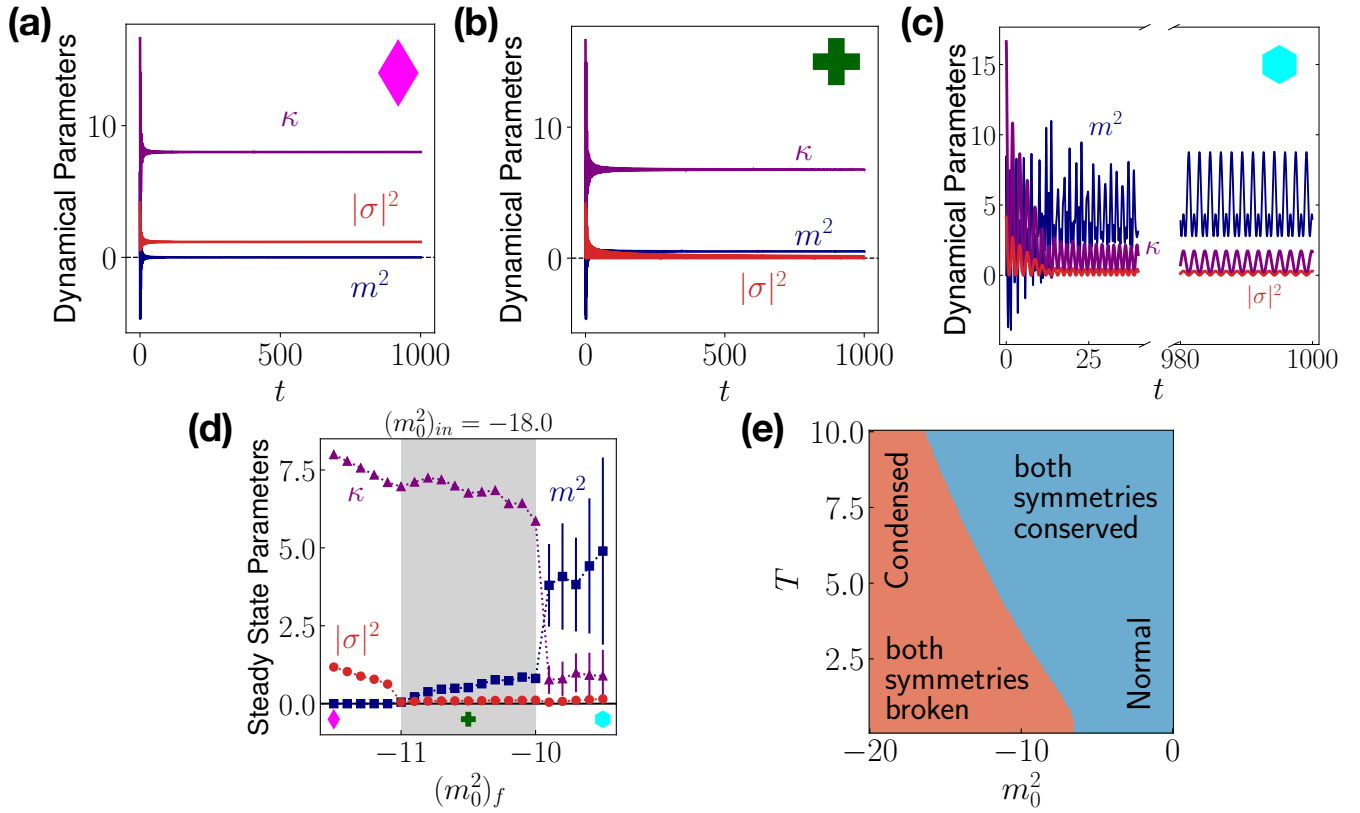 (a)
Dynamical Parameters
10
0
κ
|σ|²
m²
0
500
1000
t
(b)
Dynamical Parameters
10
0
κ
m²
|σ|²
0
500
1000
t
(c)
Dynamical Parameters
15
10
5
0
m²
κ
|σ|²
0
25
980
1000
t
(d)
(m₀²)ᵢₙ = −18.0
Steady State Parameters
7.5
5.0
2.5
0.0
κ
m²
|σ|²
−11
−10
(m₀²)_f
(e)
T
10.0
7.5
5.0
2.5
Condensed
both
symmetries
conserved
both
symmetries
broken
Normal
−20
−10
0
m₀²